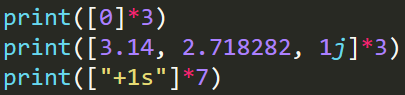 print([0]*3)
print([3.14, 2.718282, 1j]*3)
print(["+1s"]*7)